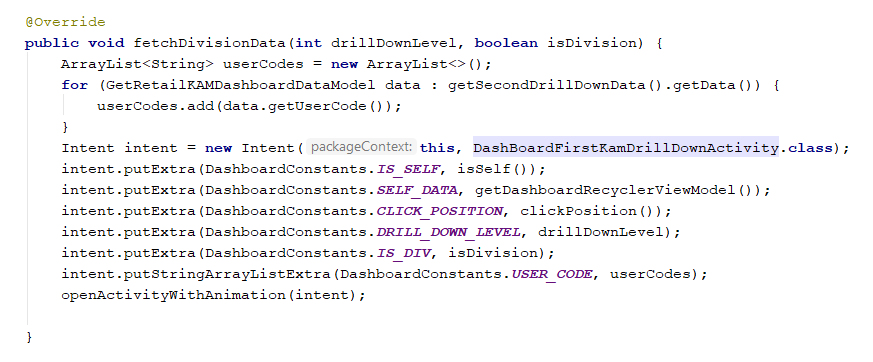 @Override
public void fetchDivisionData(int drillDownLevel, boolean isDivision) {
    ArrayList<String> userCodes = new ArrayList<>();
    for (GetRetailKAMDashboardDataModel data : getSecondDrillDownData().getData()) {
        userCodes.add(data.getUserCode());
    }
    Intent intent = new Intent( packageContext: this, DashBoardFirstKamDrillDownActivity.class);
    intent.putExtra(DashboardConstants.IS_SELF, isSelf());
    intent.putExtra(DashboardConstants.SELF_DATA, getDashboardRecyclerViewModel());
    intent.putExtra(DashboardConstants.CLICK_POSITION, clickPosition());
    intent.putExtra(DashboardConstants.DRILL_DOWN_LEVEL, drillDownLevel);
    intent.putExtra(DashboardConstants.IS_DIV, isDivision);
    intent.putStringArrayListExtra(DashboardConstants.USER_CODE, userCodes);
    openActivityWithAnimation(intent);
}